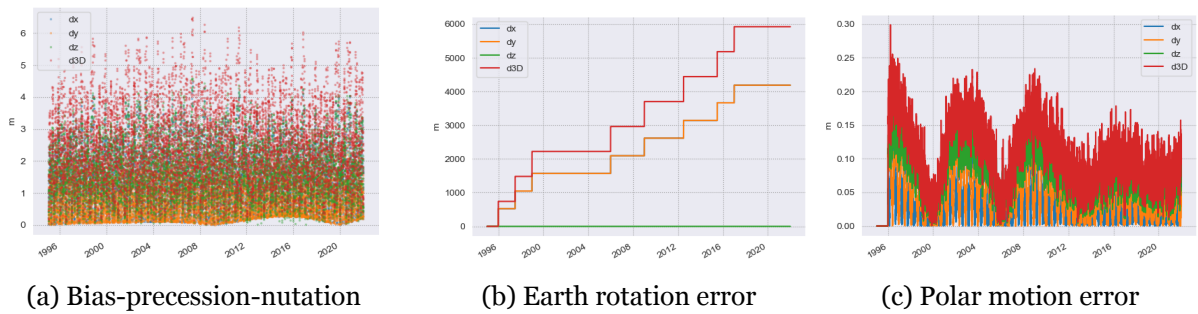 dx
dy
dz
d3D
6
5
4
3
2
1
0
m
1996
2000
2004
2008
2012
2016
2020
(a) Bias-precession-nutation
dx
dy
dz
d3D
6000
5000
4000
3000
2000
1000
0
m
1996
2000
2004
2008
2012
2016
2020
(b) Earth rotation error
dx
dy
dz
d3D
0.30
0.25
0.20
0.15
0.10
0.05
0.00
m
1996
2000
2004
2008
2012
2016
2020
(c) Polar motion error